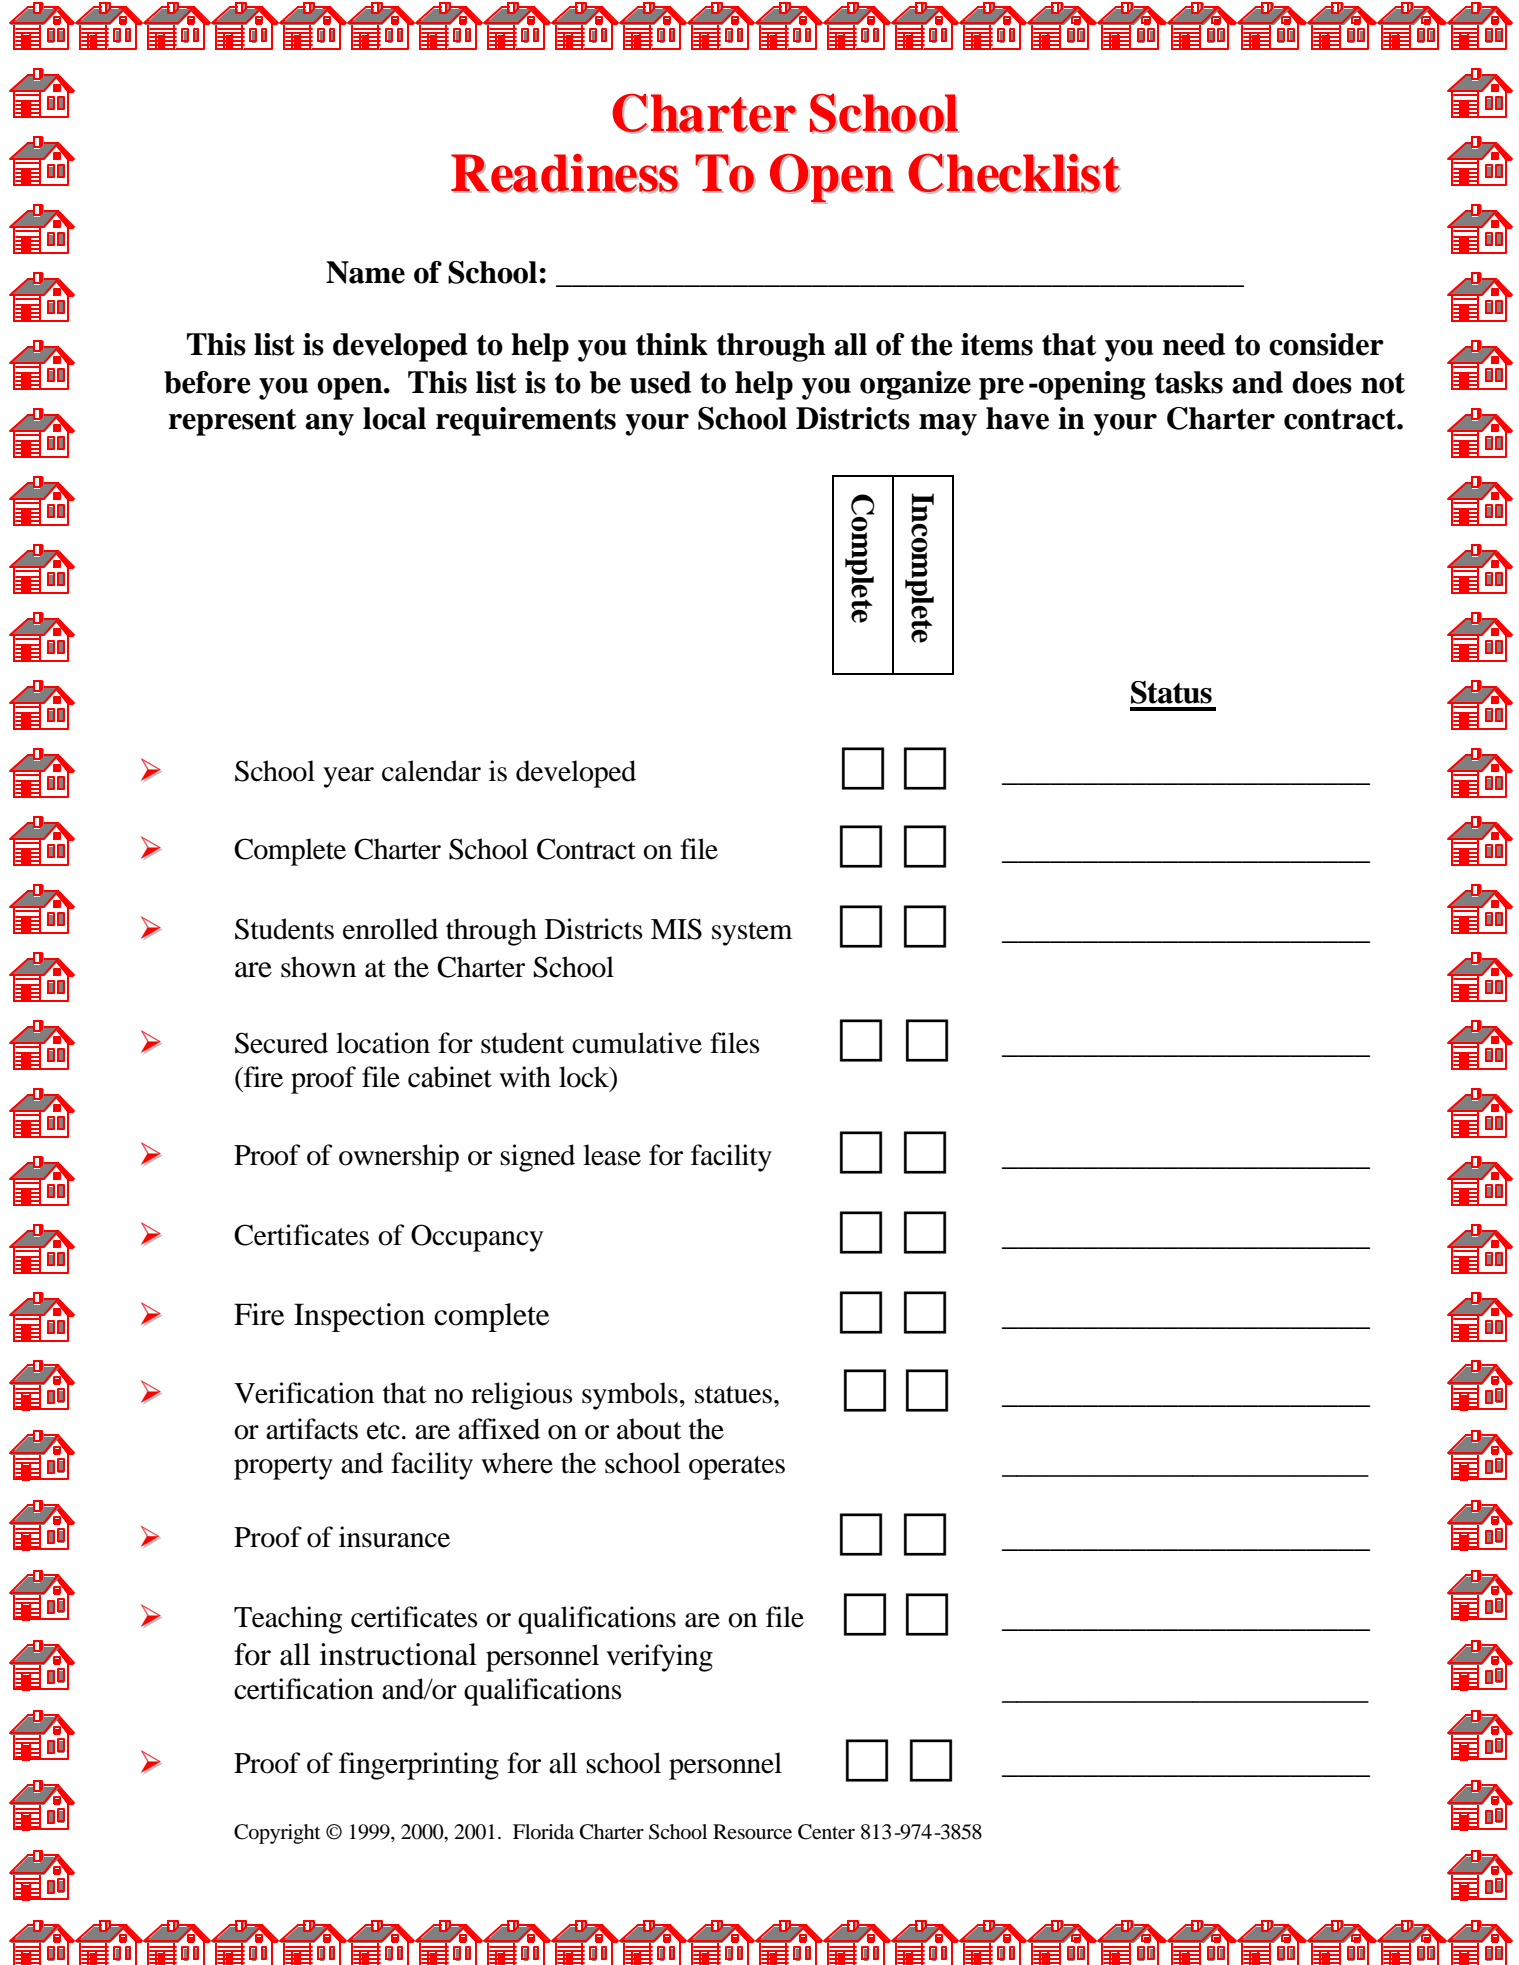 Charter School
Readiness To Open Checklist
Name of School: ___________________________________________
This list is developed to help you think through all of the items that you need to consider
before you open.  This list is to be used to help you organize pre-opening tasks and does not
represent any local requirements your School Districts may have in your Charter contract.
Complete
Incomplete
Status
School year calendar is developed
Complete Charter School Contract on file
Students enrolled through Districts MIS system
are shown at the Charter School
Secured location for student cumulative files
(fire proof file cabinet with lock)
Proof of ownership or signed lease for facility
Certificates of Occupancy
Fire Inspection complete
Verification that no religious symbols, statues,
or artifacts etc. are affixed on or about the
property and facility where the school operates
Proof of insurance
Teaching certificates or qualifications are on file
for all instructional personnel verifying
certification and/or qualifications
Proof of fingerprinting for all school personnel
Copyright © 1999, 2000, 2001.  Florida Charter School Resource Center 813-974-3858